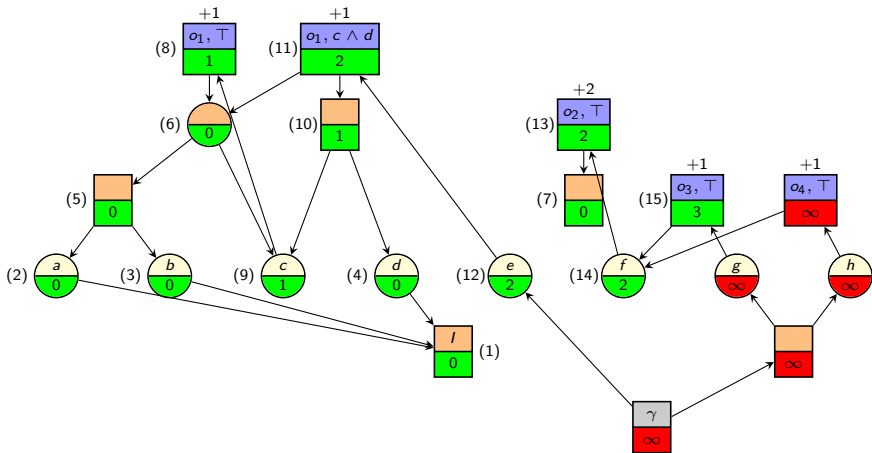 +1
+1
(8)
o₁, ⊤
(11)
o₁, c ∧ d
1
2
+2
(6)
0
(10)
1
(13)
o₂, ⊤
2
+1
+1
(5)
0
(7)
0
(15)
o₃, ⊤
3
o₄, ⊤
∞
(2)
a
0
(3)
b
0
(9)
c
1
(4)
d
0
(12)
e
2
(14)
f
2
g
∞
h
∞
I
0
(1)
∞
γ
∞